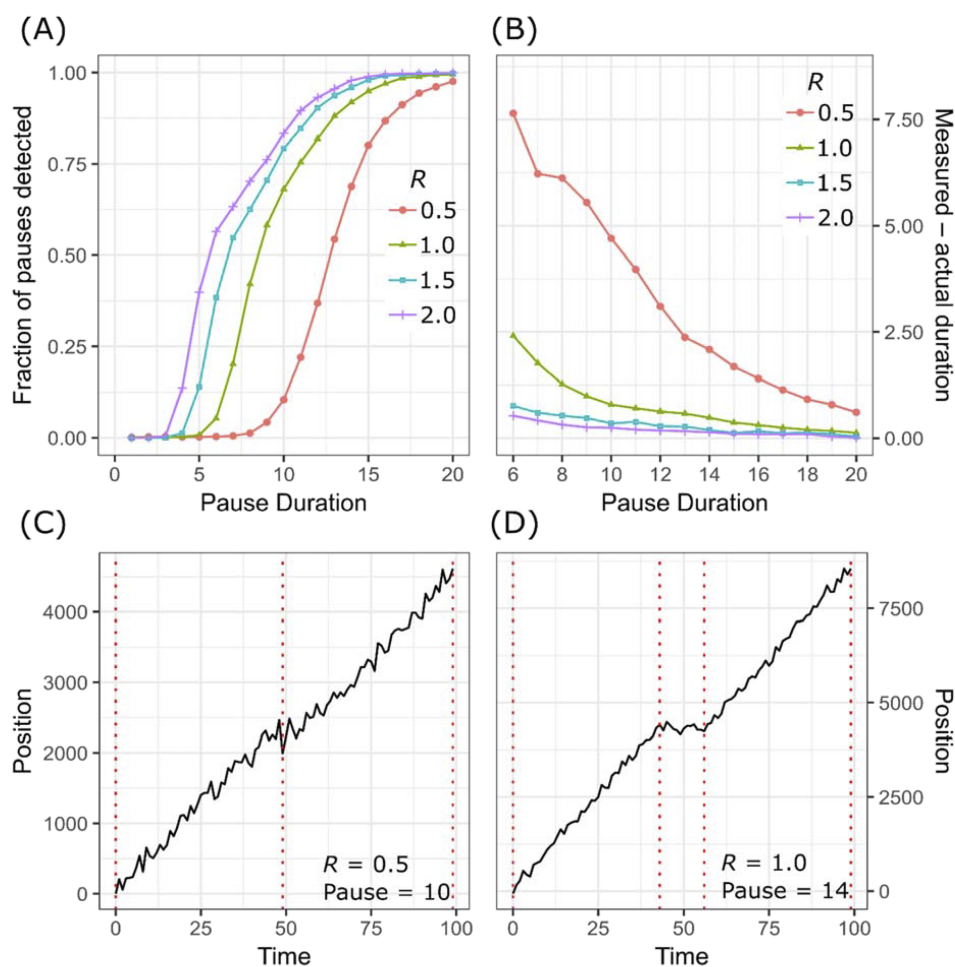 (A)
(B)
Fraction of pauses detected
1.00
0.75
0.50
0.25
0.00
R
0.5
1.0
1.5
2.0
0 5 10 15 20
Pause Duration
R
0.5
1.0
1.5
2.0
7.50
5.00
2.50
0.00
Measured – actual duration
6 8 10 12 14 16 18 20
Pause Duration
(C)
(D)
Position
4000
3000
2000
1000
0
R = 0.5
Pause = 10
0 25 50 75 100
Time
R = 1.0
Pause = 14
7500
5000
2500
0
Position
0 25 50 75 100
Time